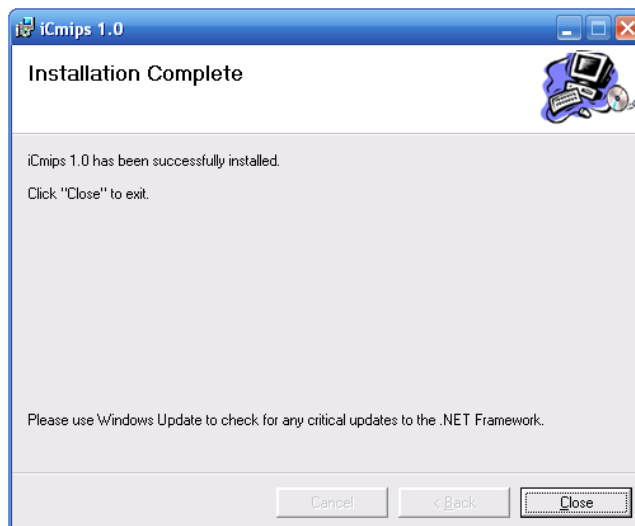 iCmips 1.0
Installation Complete
iCmips 1.0 has been successfully installed.
Click "Close" to exit.
Please use Windows Update to check for any critical updates to the .NET Framework.
Cancel
< Back
Close